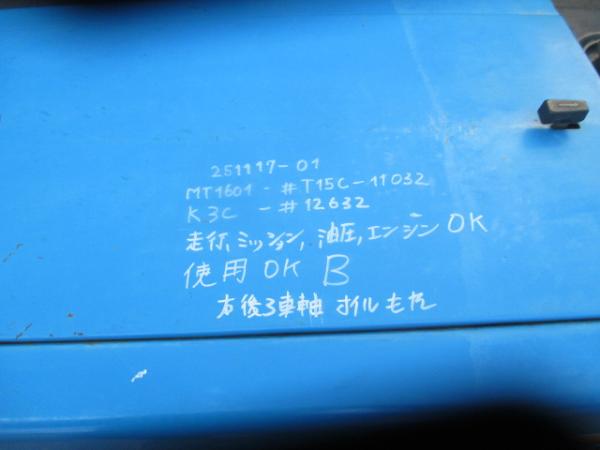 251117-01
MT1601 - #T15C-11032
K3C - #12632
走行、ミッション、油圧、エンジン OK
使用 OK B
右後ろ車軸 オイルもれ